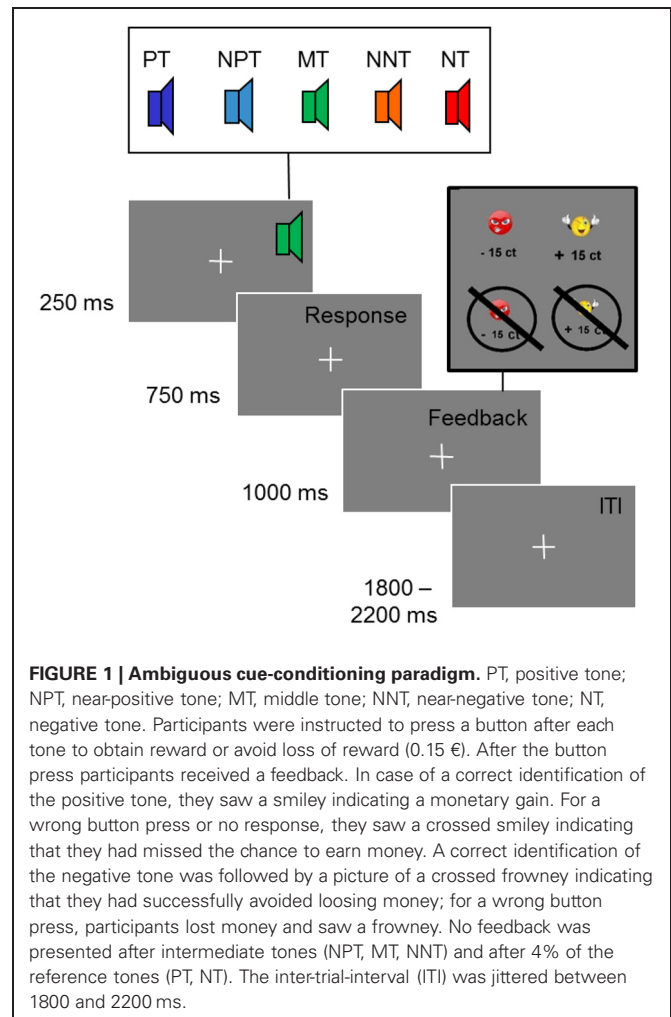 PT NPT MT NNT NT
- 15 ct + 15 ct
- 15 ct + 15 ct
250 ms
Response
750 ms
Feedback
1000 ms
ITI
1800 –
2200 ms
FIGURE 1 | Ambiguous cue-conditioning paradigm. PT, positive tone;
NPT, near-positive tone; MT, middle tone; NNT, near-negative tone; NT,
negative tone. Participants were instructed to press a button after each
tone to obtain reward or avoid loss of reward (0.15 €). After the button
press participants received a feedback. In case of a correct identification of
the positive tone, they saw a smiley indicating a monetary gain. For a
wrong button press or no response, they saw a crossed smiley indicating
that they had missed the chance to earn money. A correct identification of
the negative tone was followed by a picture of a crossed frowney indicating
that they had successfully avoided loosing money; for a wrong button
press, participants lost money and saw a frowney. No feedback was
presented after intermediate tones (NPT, MT, NNT) and after 4% of the
reference tones (PT, NT). The inter-trial-interval (ITI) was jittered between
1800 and 2200 ms.